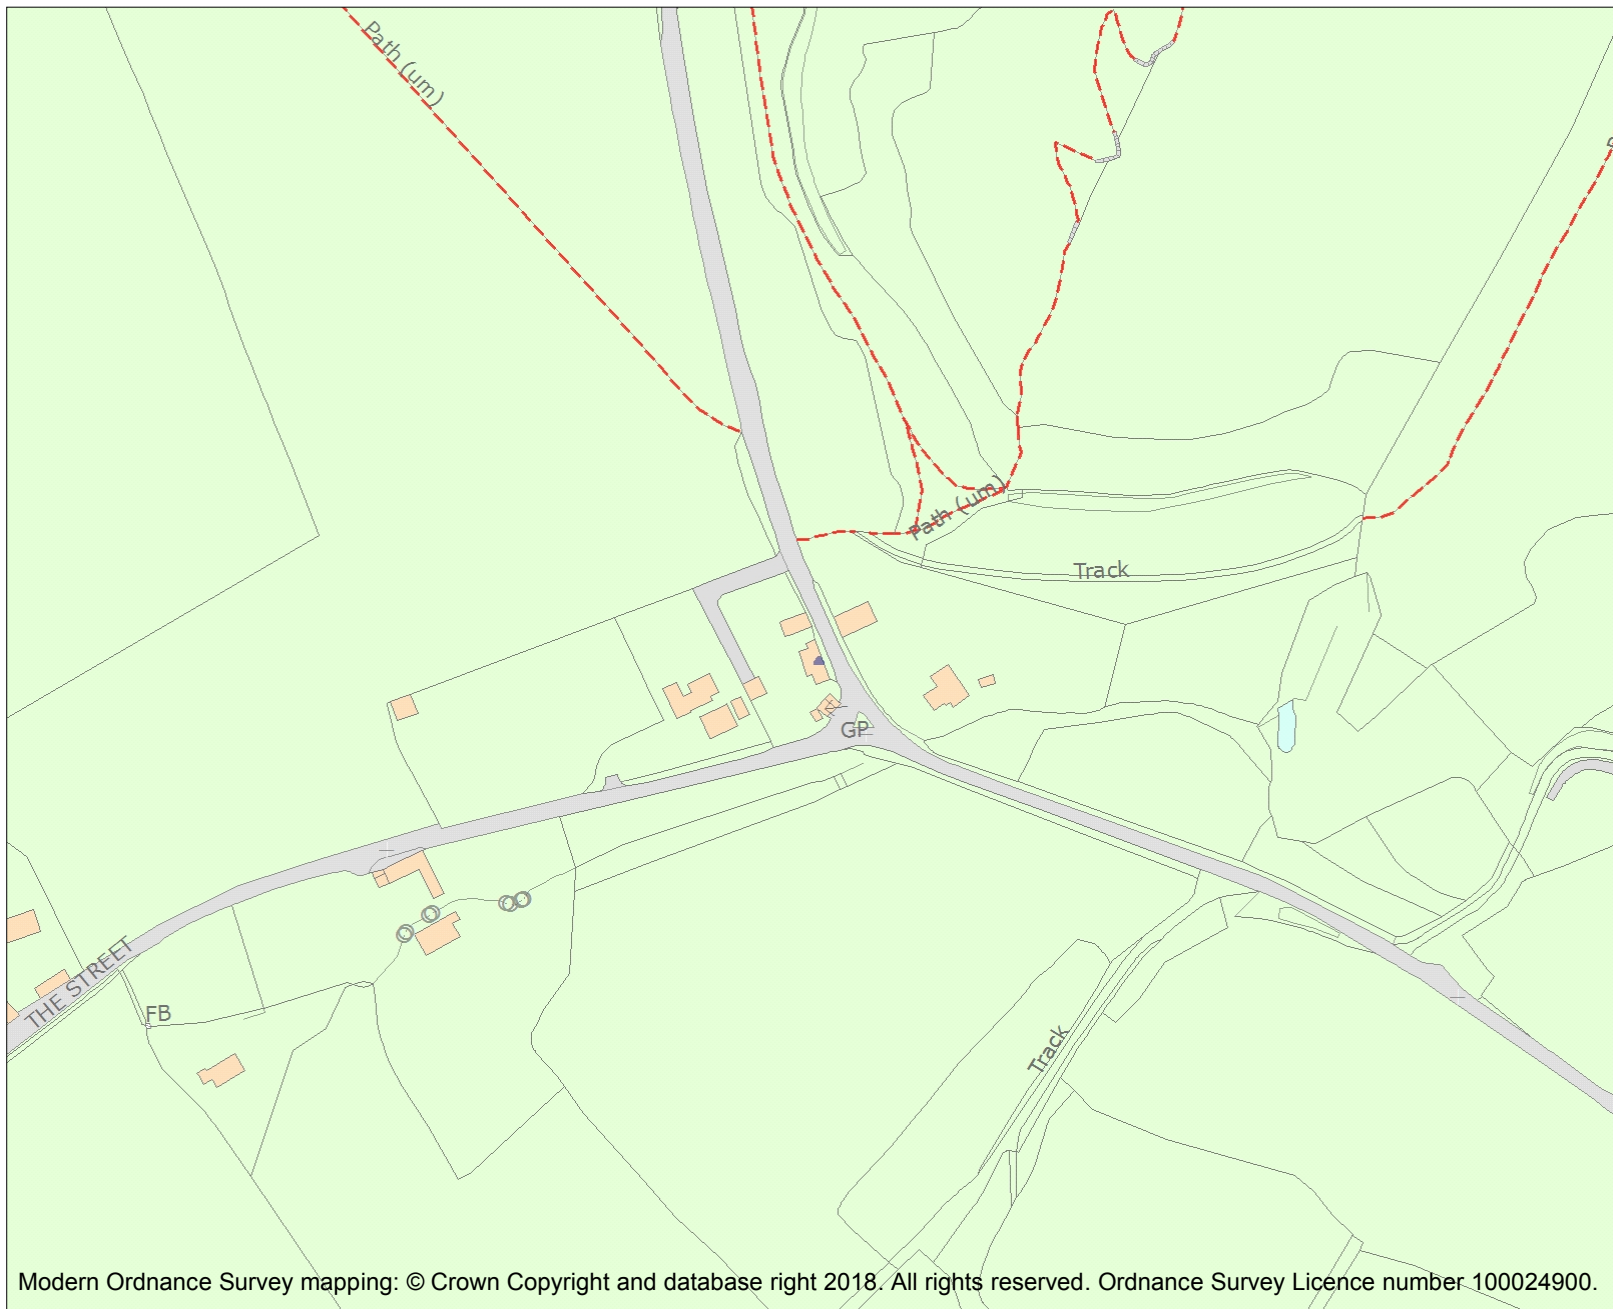 Path (um)
Path (um)
Track
GP
THE STREET
FB
Track
Modern Ordnance Survey mapping: © Crown Copyright and database right 2018. All rights reserved. Ordnance Survey Licence number 100024900.